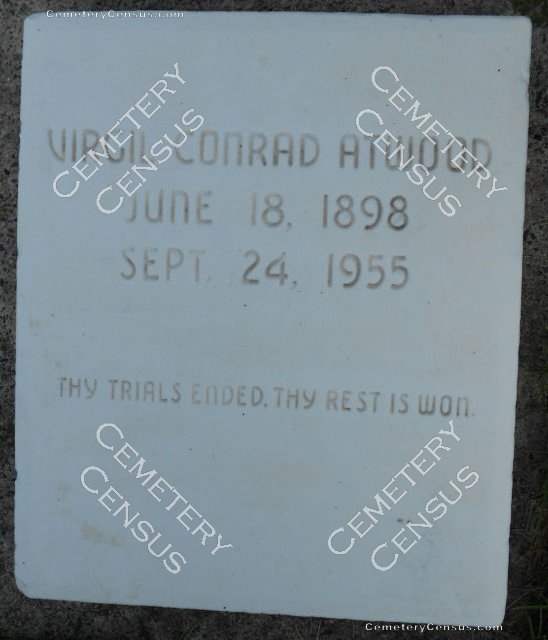 CemeteryCensus.com
VIRGIL CONRAD ATWOOD
JUNE 18, 1898
SEPT. 24, 1955
THY TRIALS ENDED, THY REST IS WON.
CEMETERY
CENSUS
CEMETERY
CENSUS
CEMETERY
CENSUS
CEMETERY
CENSUS
CemeteryCensus.com